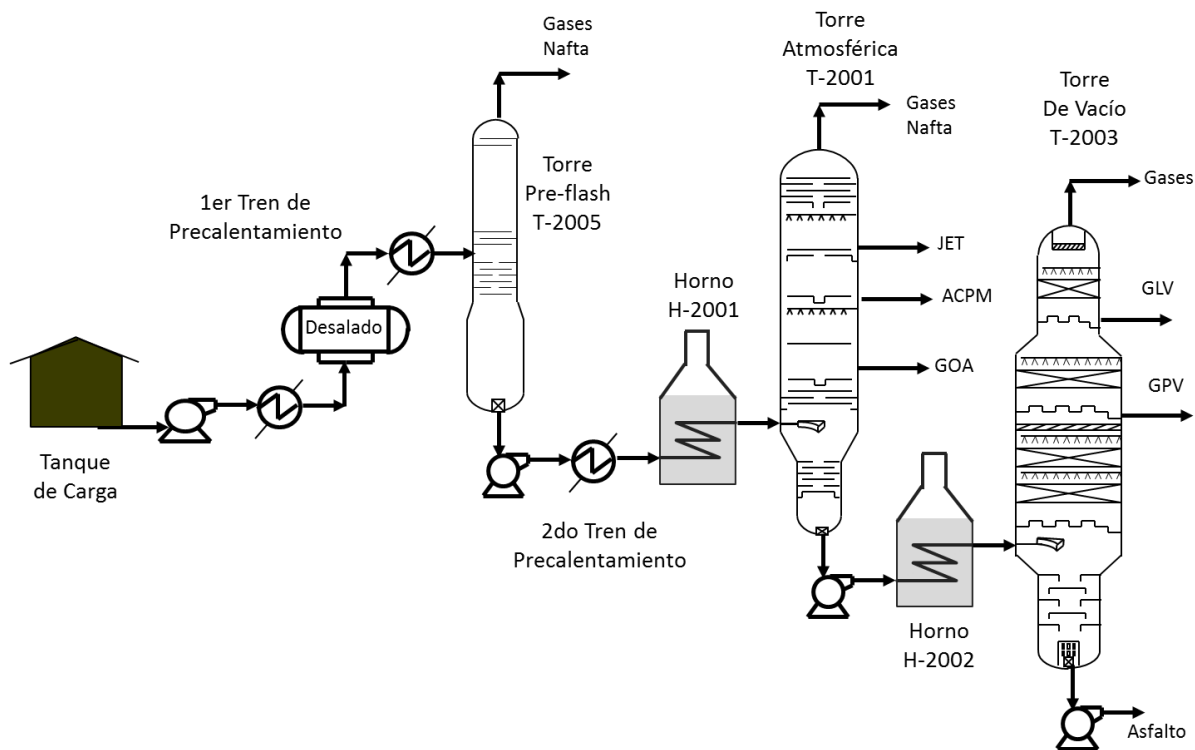 Gases
Nafta
Torre
Atmosférica
T-2001
Gases
Nafta
Torre
De Vacío
T-2003
Gases
Torre
Pre-flash
T-2005
1er Tren de
Precalentamiento
JET
Horno
H-2001
ACPM
GLV
Desalado
GOA
GPV
Tanque
de Carga
2do Tren de
Precalentamiento
Horno
H-2002
Asfalto